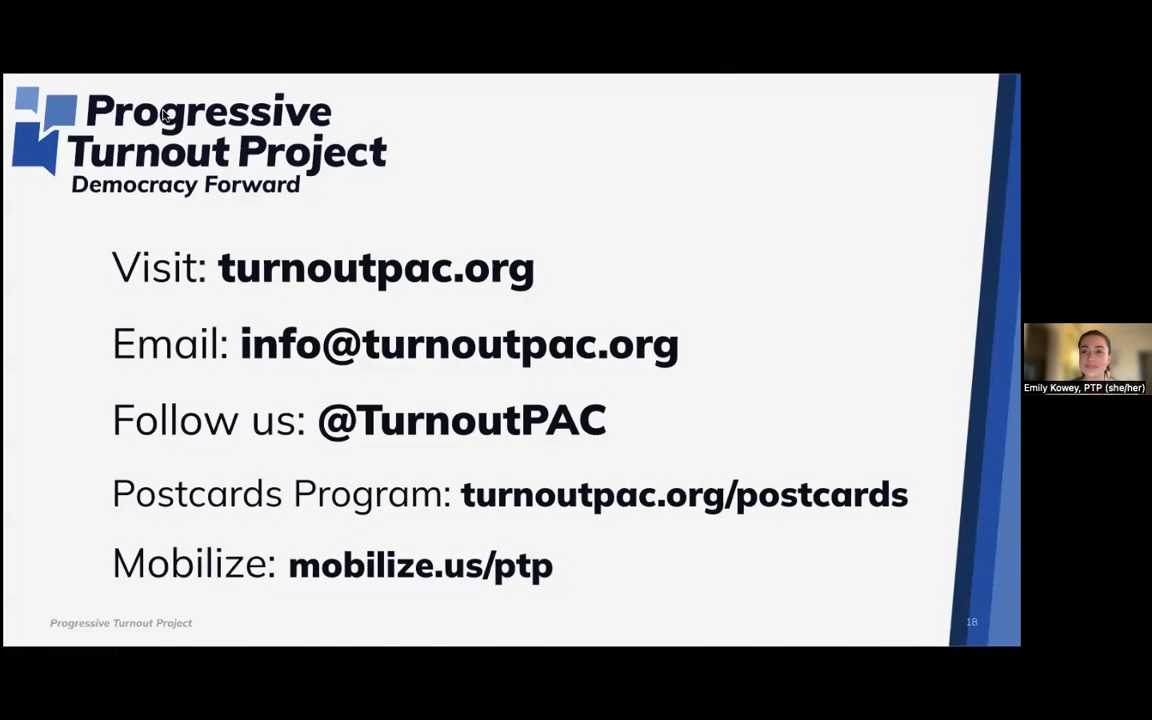 Progressive
Turnout Project
Democracy Forward
Visit: turnoutpac.org
Email: info@turnoutpac.org
Follow us: @TurnoutPAC
Postcards Program: turnoutpac.org/postcards
Mobilize: mobilize.us/ptp
Progressive Turnout Project
18
Emily Kowey, PTP (she/her)